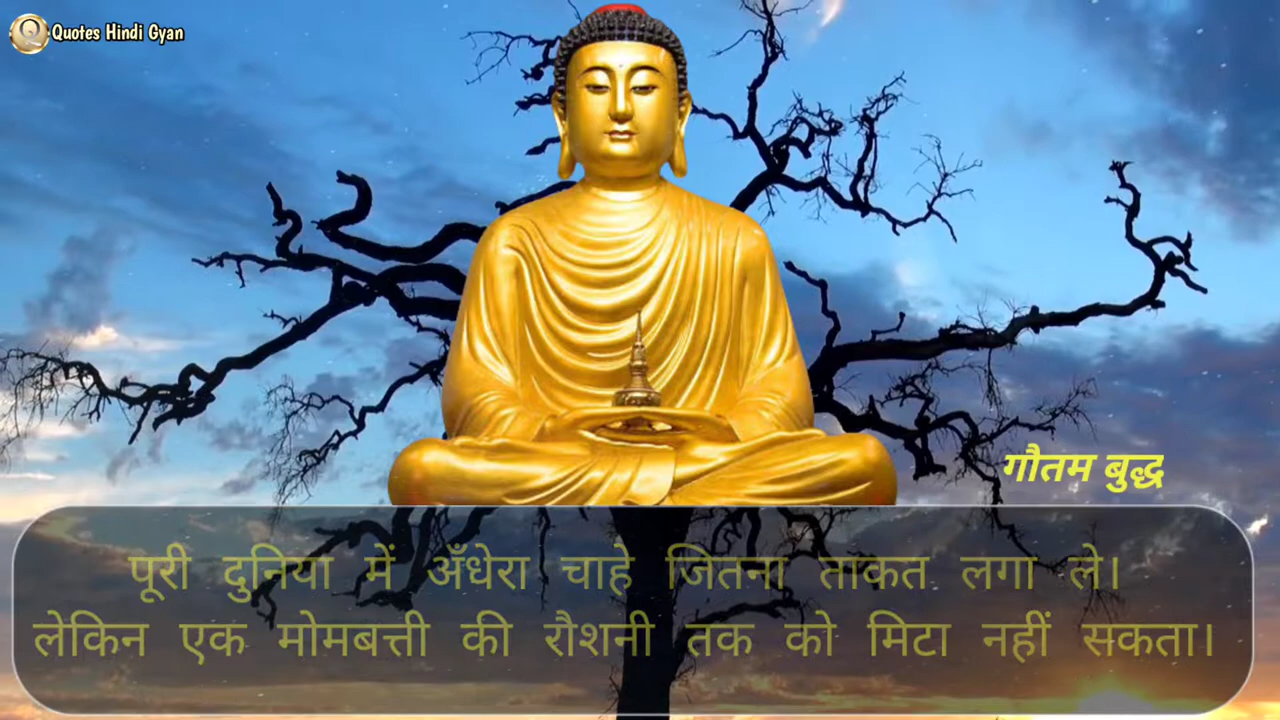 Quotes Hindi Gyan
गौतम बुद्ध
पूरी दुनिया में अँधेरा चाहे जितना ताकत लगा ले।
लेकिन एक मोमबत्ती की रौशनी तक को मिटा नहीं सकता।